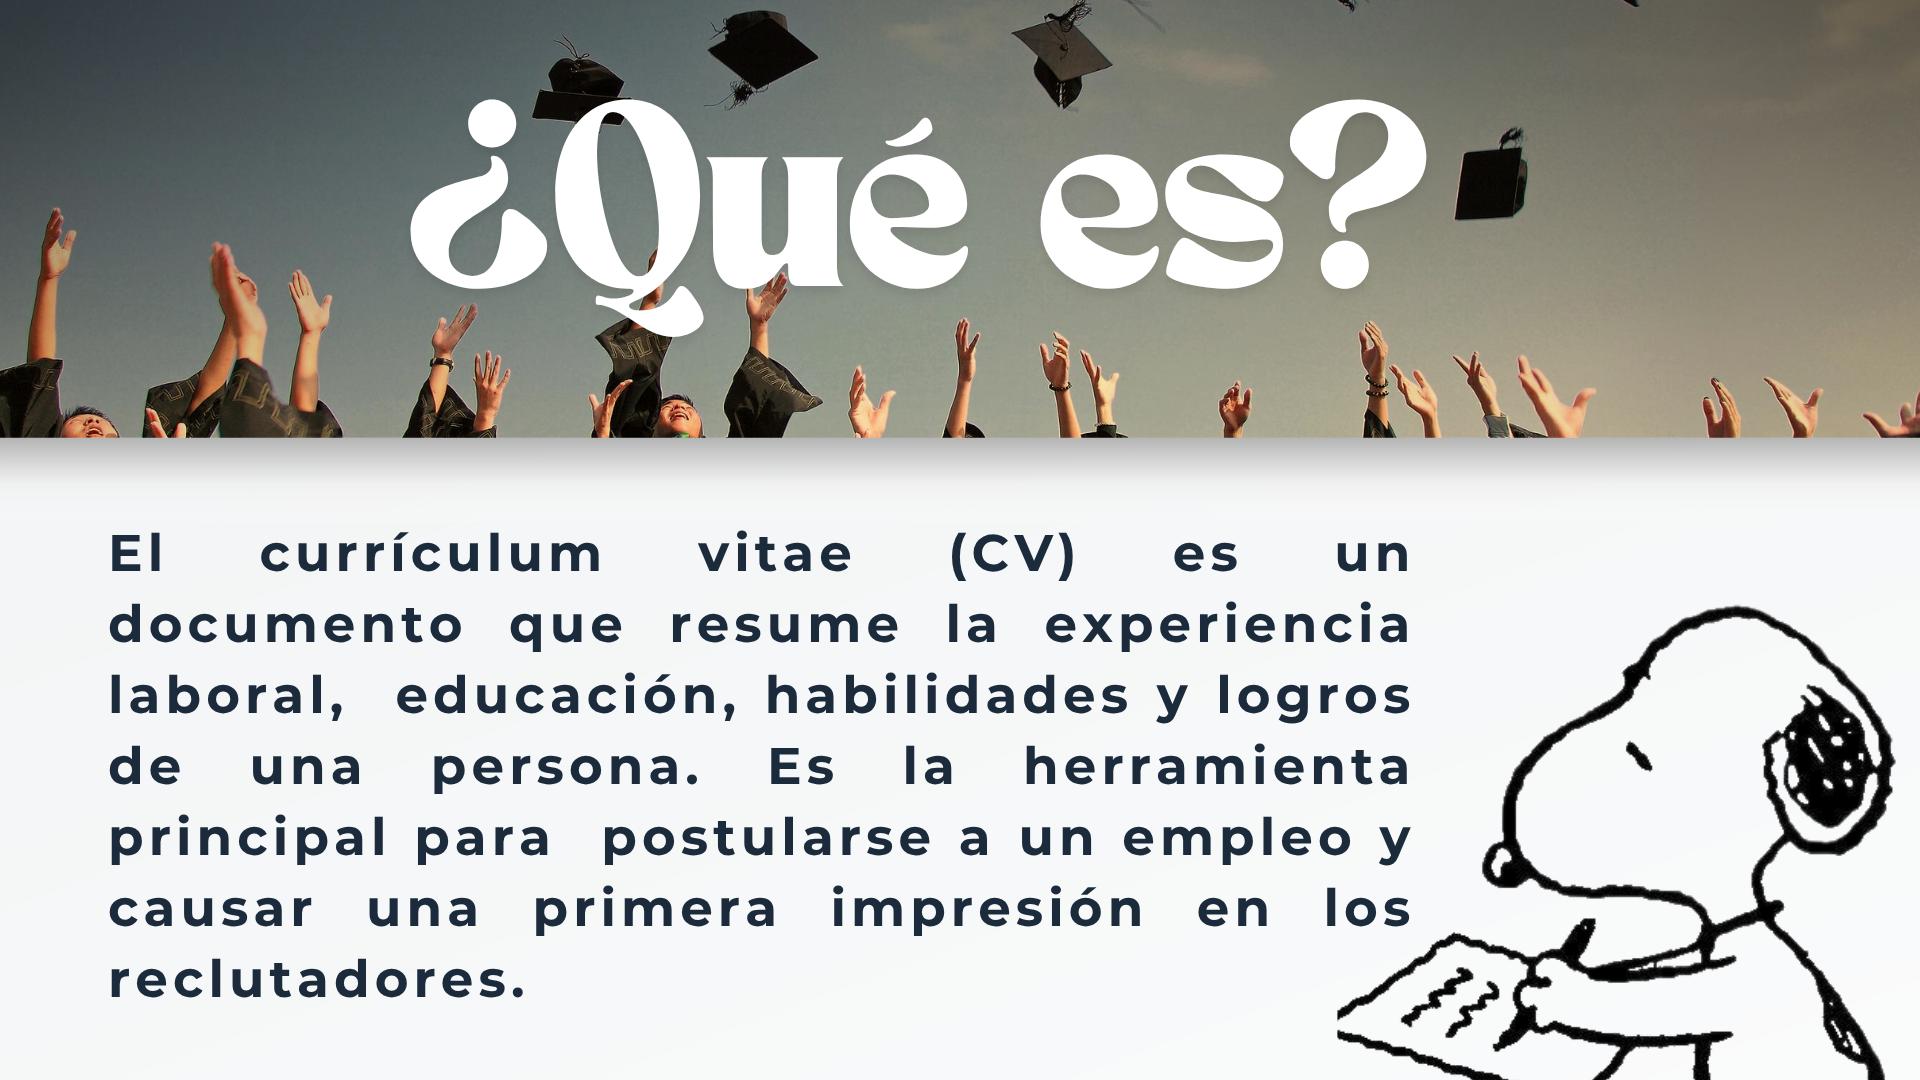 ¿Qué es?
El currículum vitae (CV) es un
documento que resume la experiencia
laboral, educación, habilidades y logros
de una persona. Es la herramienta
principal para postularse a un empleo y
causar una primera impresión en los
reclutadores.